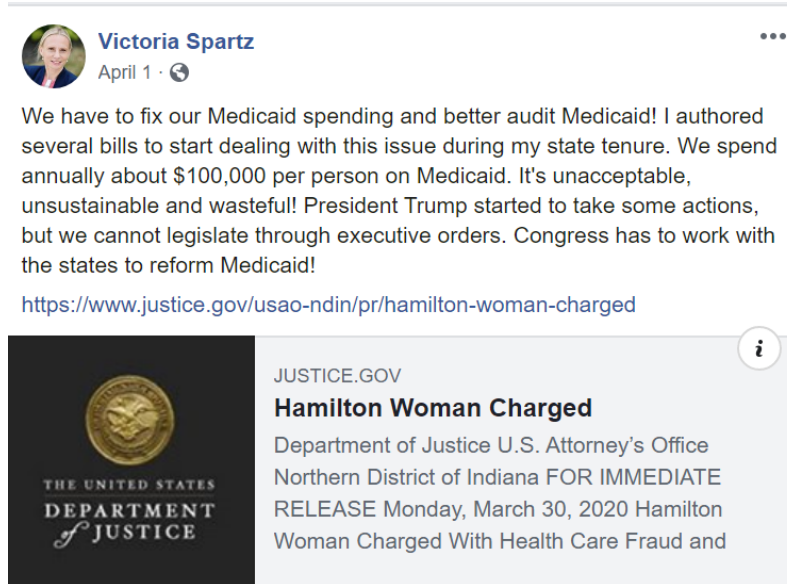 Victoria Spartz
April 1 ·
We have to fix our Medicaid spending and better audit Medicaid! I authored
several bills to start dealing with this issue during my state tenure. We spend
annually about $100,000 per person on Medicaid. It's unacceptable,
unsustainable and wasteful! President Trump started to take some actions,
but we cannot legislate through executive orders. Congress has to work with
the states to reform Medicaid!
https://www.justice.gov/usao-ndin/pr/hamilton-woman-charged
THE UNITED STATES
DEPARTMENT
of JUSTICE
i
JUSTICE.GOV
Hamilton Woman Charged
Department of Justice U.S. Attorney’s Office
Northern District of Indiana FOR IMMEDIATE
RELEASE Monday, March 30, 2020 Hamilton
Woman Charged With Health Care Fraud and